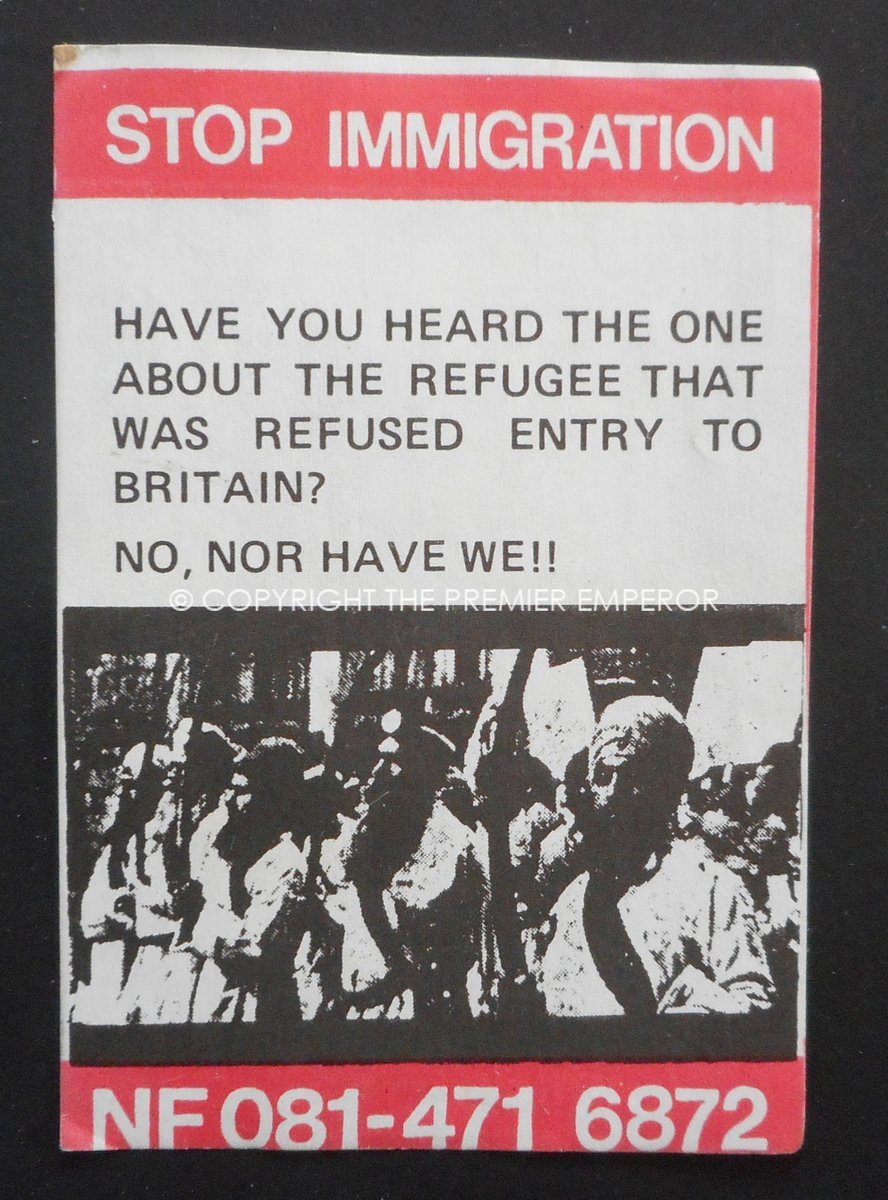 STOP IMMIGRATION
HAVE YOU HEARD THE ONE
ABOUT THE REFUGEE THAT
WAS REFUSED ENTRY TO
BRITAIN?
NO, NOR HAVE WE!!
© COPYRIGHT THE PREMIER EMPEROR
NF 081-471 6872